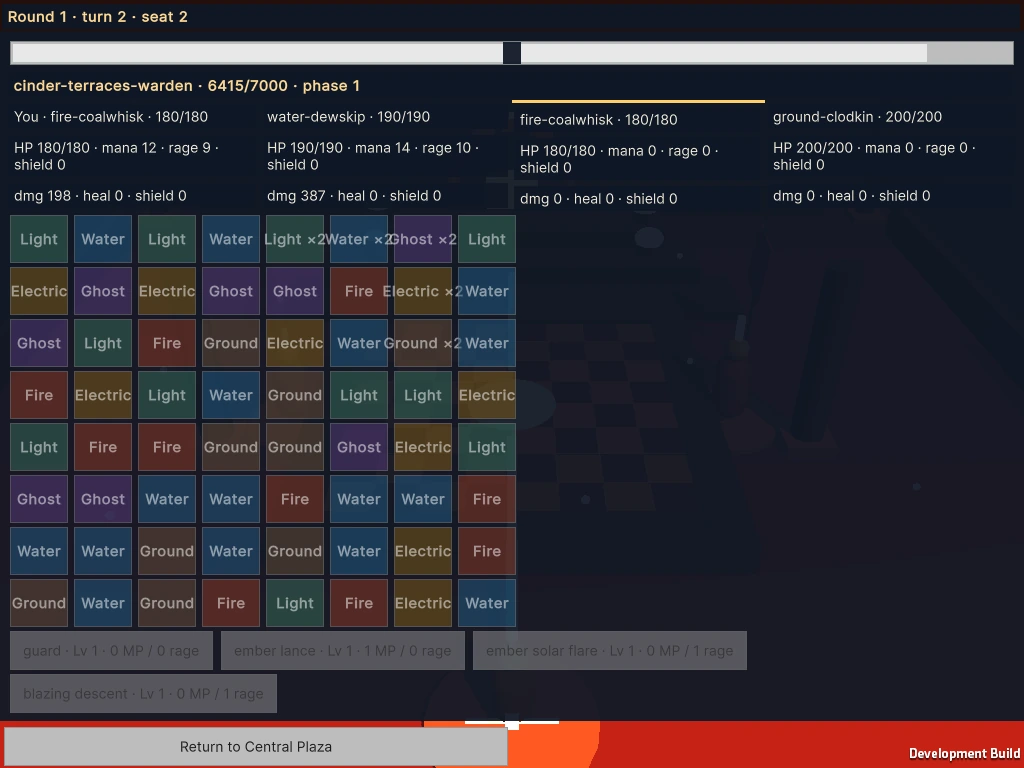 Round 1 · turn 2 · seat 2
cinder-terraces-warden · 6415/7000 · phase 1
You · fire-coalwhisk · 180/180
HP 180/180 · mana 12 · rage 9 ·
shield 0
dmg 198 · heal 0 · shield 0
water-dewskip · 190/190
HP 190/190 · mana 14 · rage 10 ·
shield 0
dmg 387 · heal 0 · shield 0
fire-coalwhisk · 180/180
HP 180/180 · mana 0 · rage 0 ·
shield 0
dmg 0 · heal 0 · shield 0
ground-clodkin · 200/200
HP 200/200 · mana 0 · rage 0 ·
shield 0
dmg 0 · heal 0 · shield 0
Light Water Light Water Light ×2 Water ×2 Ghost ×2 Light
Electric Ghost Electric Ghost Ghost Fire Electric ×2 Water
Ghost Light Fire Ground Electric Water Ground ×2 Water
Fire Electric Light Water Ground Light Light Electric
Light Fire Fire Ground Ground Ghost Electric Light
Ghost Ghost Water Water Fire Water Water Fire
Water Water Ground Water Ground Water Electric Fire
Ground Water Ground Fire Light Fire Electric Water
guard · Lv 1 · 0 MP / 0 rage
ember lance · Lv 1 · 1 MP / 0 rage
ember solar flare · Lv 1 · 0 MP / 1 rage
blazing descent · Lv 1 · 0 MP / 1 rage
Return to Central Plaza
Development Build